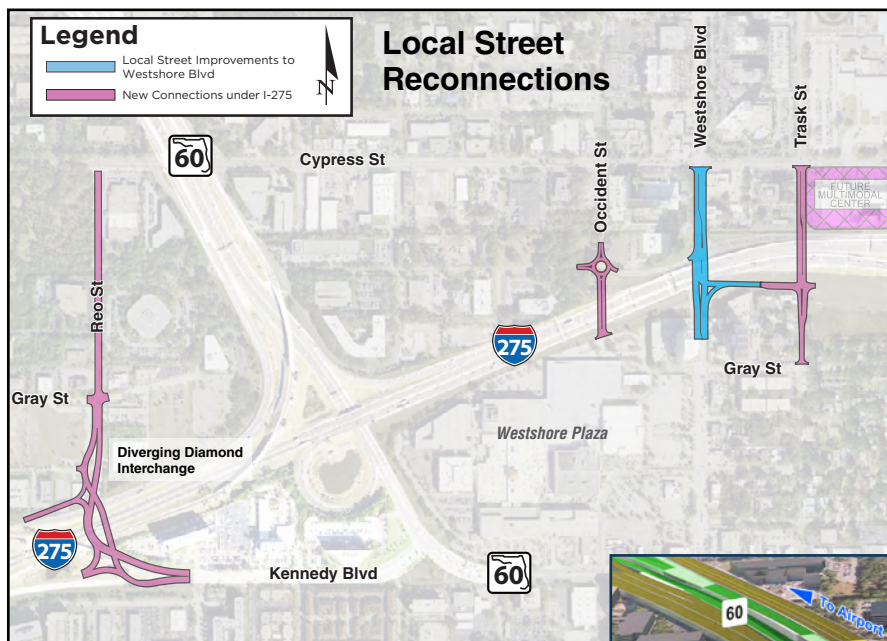 Legend
Local Street Improvements to
Westshore Blvd
New Connections under I-275
N
Local Street
Reconnections
60
Cypress St
Occident St
Westshore Blvd
Trask St
FUTURE
MULTIMODAL
CENTER
Reo St
275
Gray St
Gray St
Westshore Plaza
Diverging Diamond
Interchange
275
Kennedy Blvd
60
60
To Airport